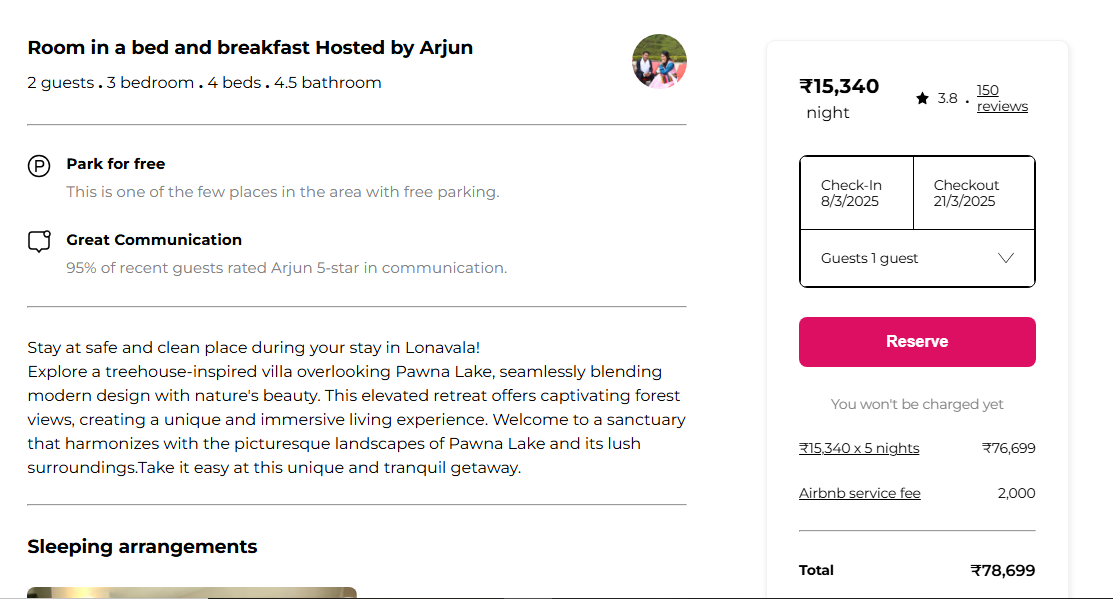 Room in a bed and breakfast Hosted by Arjun
2 guests . 3 bedroom . 4 beds . 4.5 bathroom
P
Park for free
This is one of the few places in the area with free parking.
Great Communication
95% of recent guests rated Arjun 5-star in communication.
Stay at safe and clean place during your stay in Lonavala!
Explore a treehouse-inspired villa overlooking Pawna Lake, seamlessly blending
modern design with nature's beauty. This elevated retreat offers captivating forest
views, creating a unique and immersive living experience. Welcome to a sanctuary
that harmonizes with the picturesque landscapes of Pawna Lake and its lush
surroundings.Take it easy at this unique and tranquil getaway.
Sleeping arrangements
₹15,340
night
3.8 . 150
reviews
Check-In
8/3/2025
Checkout
21/3/2025
Guests 1 guest
Reserve
You won't be charged yet
₹15,340 x 5 nights ₹76,699
Airbnb service fee 2,000
Total ₹78,699